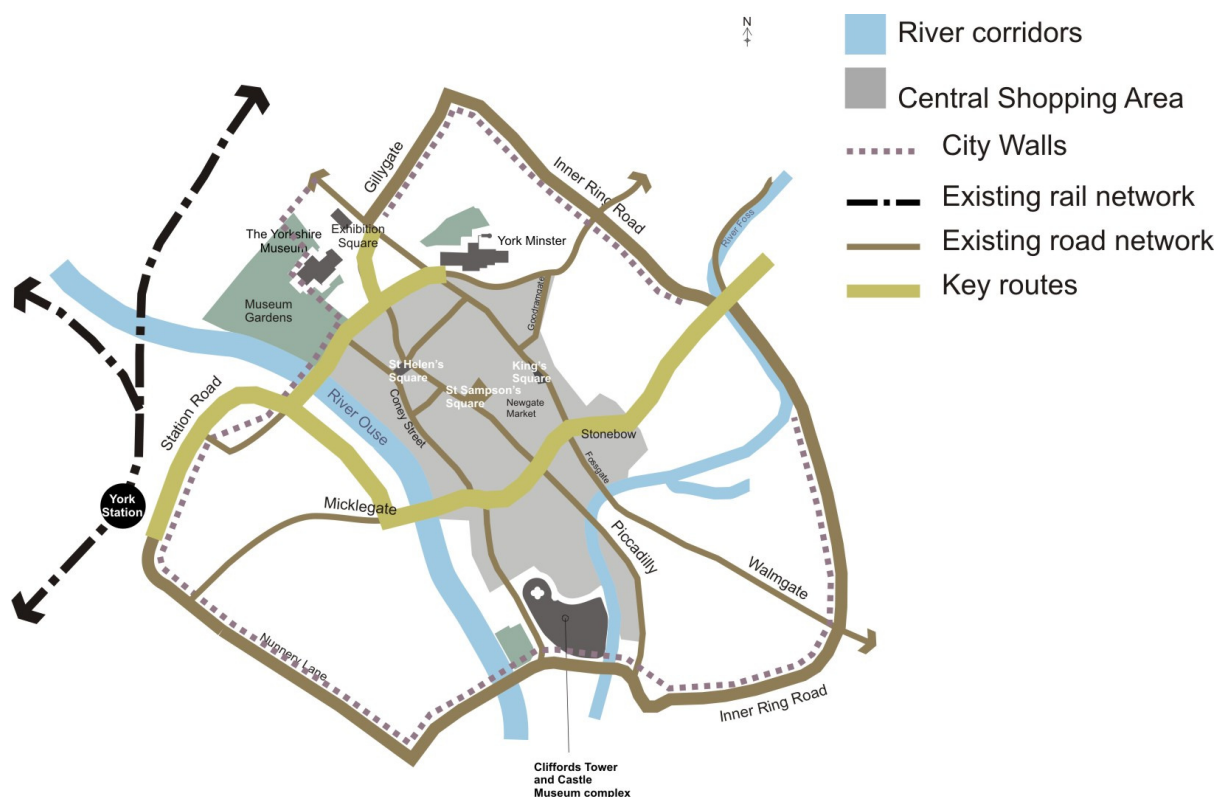 N
River corridors
Central Shopping Area
City Walls
Existing rail network
Existing road network
Key routes
Gillygate
Inner Ring Road
River Foss
The Yorkshire
Museum
Exhibition
Square
York Minster
Museum
Gardens
Goodramgate
St Helen's
Square
King's
Square
St Sampson's
Square
Newgate
Market
Station Road
River Ouse
Coney Street
Stonebow
Fossgate
York
Station
Micklegate
Piccadilly
Walmgate
Nunnery Lane
Inner Ring Road
Cliffords Tower
and Castle
Museum complex